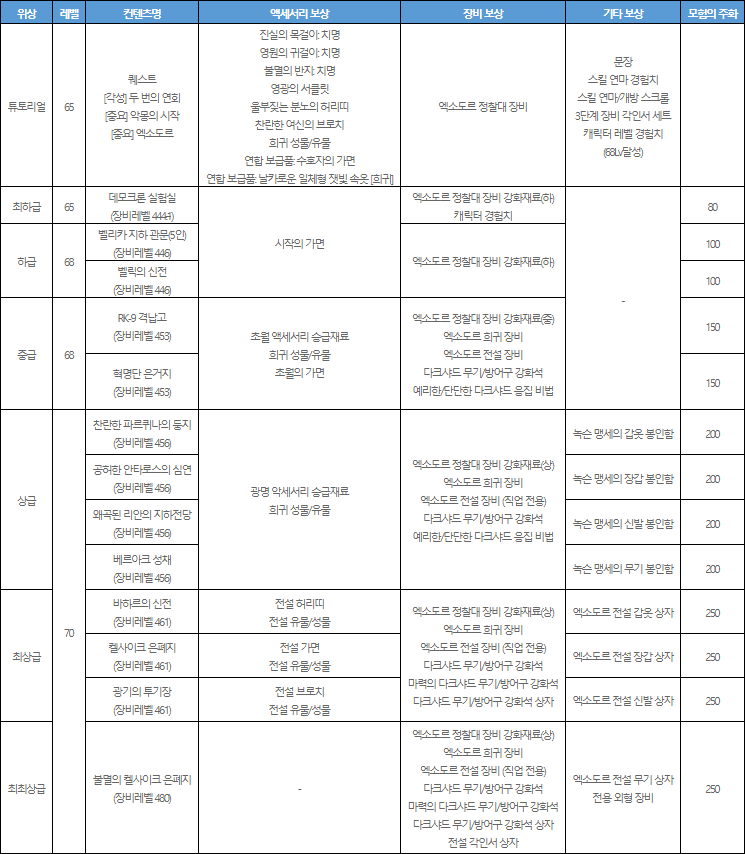 위상 레벨 컨텐츠명 액세서리 보상 장비 보상 기타 보상 모험의 주화
튜토리얼
65
퀘스트
[각성] 두 번의 연회
[중요] 악몽의 시작
[중요] 엑소도르
진실의 목걸이: 치명
영원의 귀걸이: 치명
불멸의 반지: 치명
영광의 서클릿
울부짖는 분노의 허리띠
찬란한 여신의 브로치
희귀 성물/유물
연합 보급품: 수호자의 가면
연합 보급품: 날카로운 일체형 잿빛 속옷 [희귀]
엑소도르 정찰대 장비
문장
스킬 연마 경험치
스킬 연마/개방 스크롤
3단계 장비 각인서 세트
캐릭터 레벨 경험치
(68Lv달성)
최하급
65
데모크론 실험실
(장비레벨 444.1)
시작의 가면
엑소도르 정찰대 장비 강화재료(하)
캐릭터 경험치
-
80
하급
68
벨리카 지하 관문(5인)
(장비레벨 446)
엑소도르 정찰대 장비 강화재료(하)
100
벨릭의 신전
(장비레벨 446)
100
중급
68
RK-9 격납고
(장비레벨 453)
초월 액세서리 승급재료
희귀 성물/유물
초월의 가면
엑소도르 정찰대 장비 강화재료(중)
엑소도르 희귀 장비
엑소도르 전설 장비
다크샤드 무기/방어구 강화석
예리한/단단한 다크샤드 응집 비법
150
혁명단 은거지
(장비레벨 453)
150
상급
70
찬란한 파르퀴나의 둥지
(장비레벨 456)
광명 악세서리 승급재료
희귀 성물/유물
엑소도르 정찰대 장비 강화재료(상)
엑소도르 희귀 장비
엑소도르 전설 장비 (직업 전용)
다크샤드 무기/방어구 강화석
예리한/단단한 다크샤드 응집 비법
녹슨 맹세의 갑옷 봉인함
200
공허한 안타로스의 심연
(장비레벨 456)
녹슨 맹세의 장갑 봉인함
200
왜곡된 리안의 지하전당
(장비레벨 456)
녹슨 맹세의 신발 봉인함
200
베르아크 성채
(장비레벨 456)
녹슨 맹세의 무기 봉인함
200
최상급
바하르의 신전
(장비레벨 461)
전설 허리띠
전설 유물/성물
엑소도르 정찰대 장비 강화재료(상)
엑소도르 희귀 장비
엑소도르 전설 장비 (직업 전용)
다크샤드 무기/방어구 강화석
마력의 다크샤드 무기/방어구 강화석
다크샤드 무기/방어구 강화석 상자
엑소도르 전설 갑옷 상자
250
켈사이크 은폐지
(장비레벨 461)
전설 가면
전설 유물/성물
엑소도르 전설 장갑 상자
250
광기의 투기장
(장비레벨 461)
전설 브로치
전설 유물/성물
엑소도르 전설 신발 상자
250
최최상급
불멸의 켈사이크 은폐지
(장비레벨 480)
-
엑소도르 정찰대 장비 강화재료(상)
엑소도르 희귀 장비
엑소도르 전설 장비 (직업 전용)
다크샤드 무기/방어구 강화석
마력의 다크샤드 무기/방어구 강화석
다크샤드 무기/방어구 강화석 상자
전설 각인서 상자
엑소도르 전설 무기 상자
전용 외형 장비
250